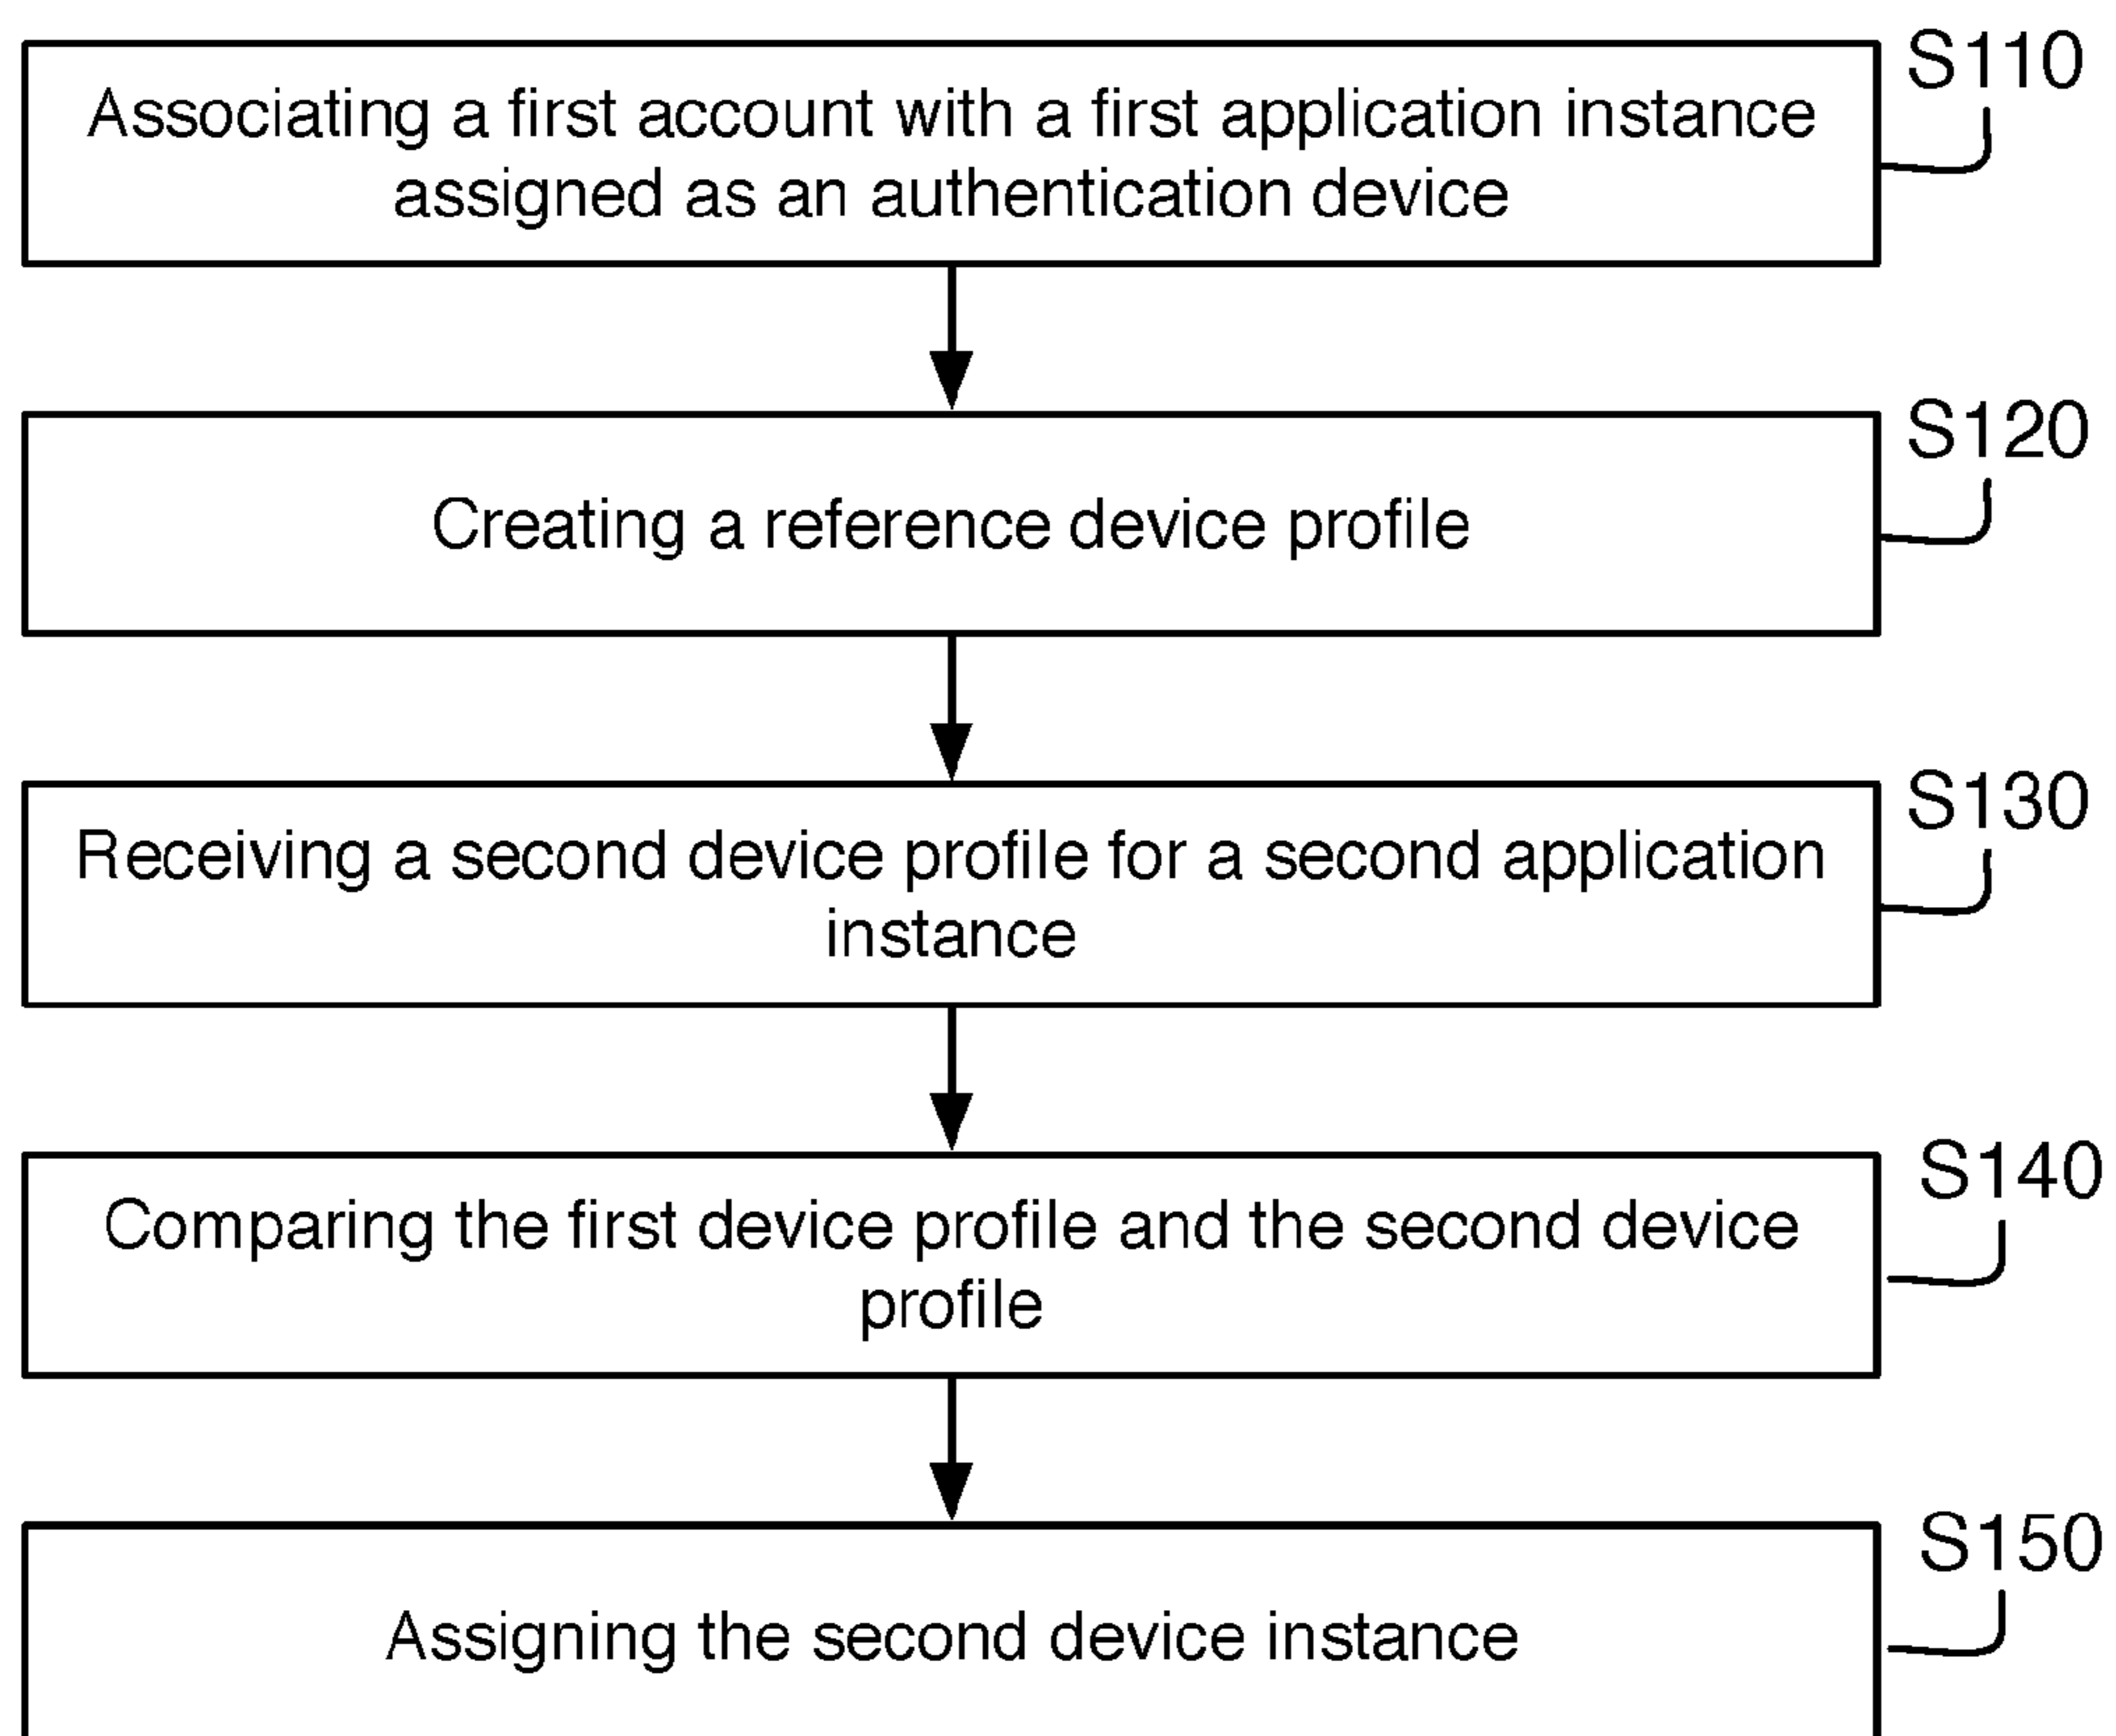 S110
Associating a first account with a first application instance
assigned as an authentication device
S120
Creating a reference device profile
S130
Receiving a second device profile for a second application
instance
S140
Comparing the first device profile and the second device
profile
S150
Assigning the second device instance